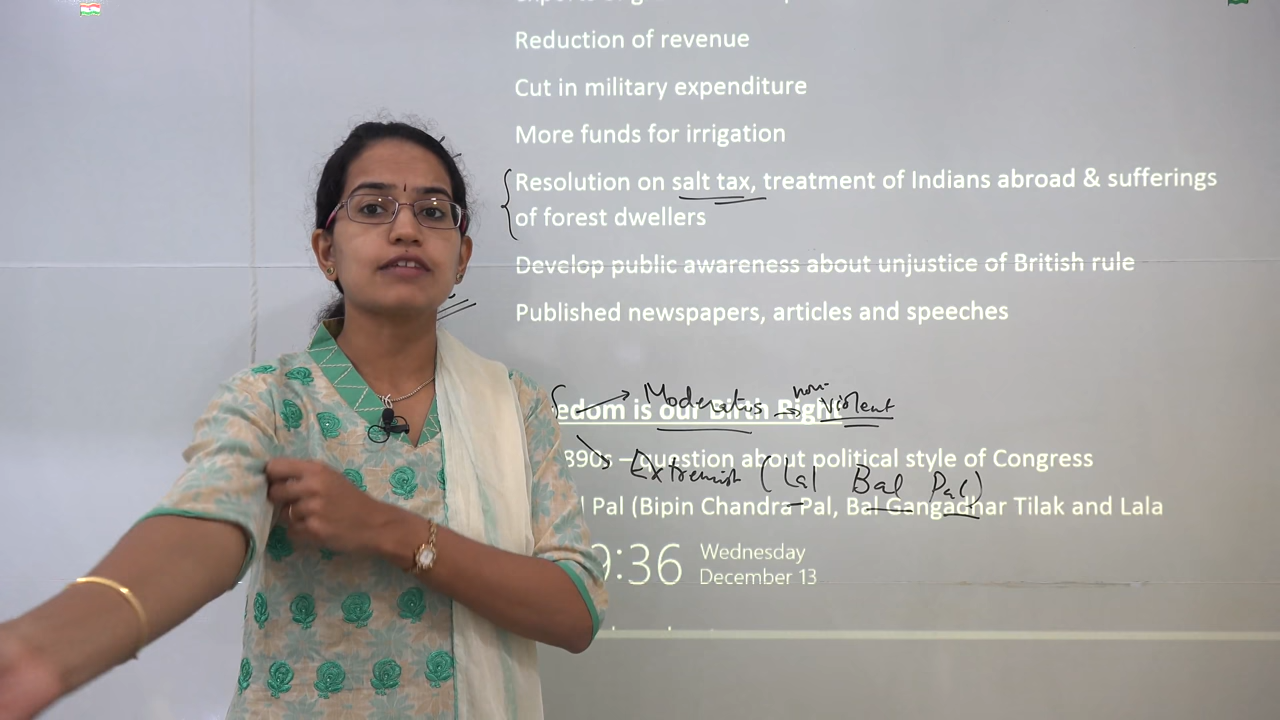 Reduction of revenue
Cut in military expenditure
More funds for irrigation
Resolution on salt tax, treatment of Indians abroad & sufferings
of forest dwellers
Develop public awareness about unjustice of British rule
Published newspapers, articles and speeches
Moderates → non-violent
edom is our Birth Right
890s – question about political style of Congress
Extremist (Lal Bal Pal)
l Pal (Bipin Chandra Pal, Bal Gangadhar Tilak and Lala
9:36 Wednesday
December 13